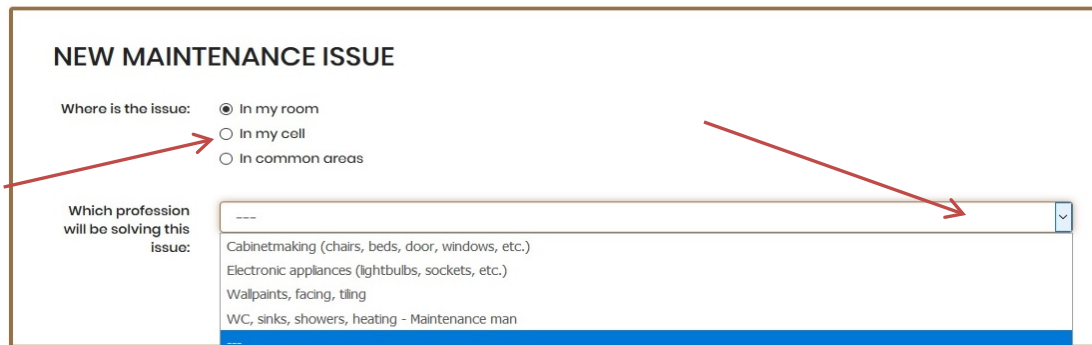 NEW MAINTENANCE ISSUE
Where is the issue:
In my room
In my cell
In common areas
Which profession
will be solving this
issue:
---
Cabinetmaking (chairs, beds, door, windows, etc.)
Electronic appliances (lightbulbs, sockets, etc.)
Wallpaints, facing, tiling
WC, sinks, showers, heating - Maintenance man
---